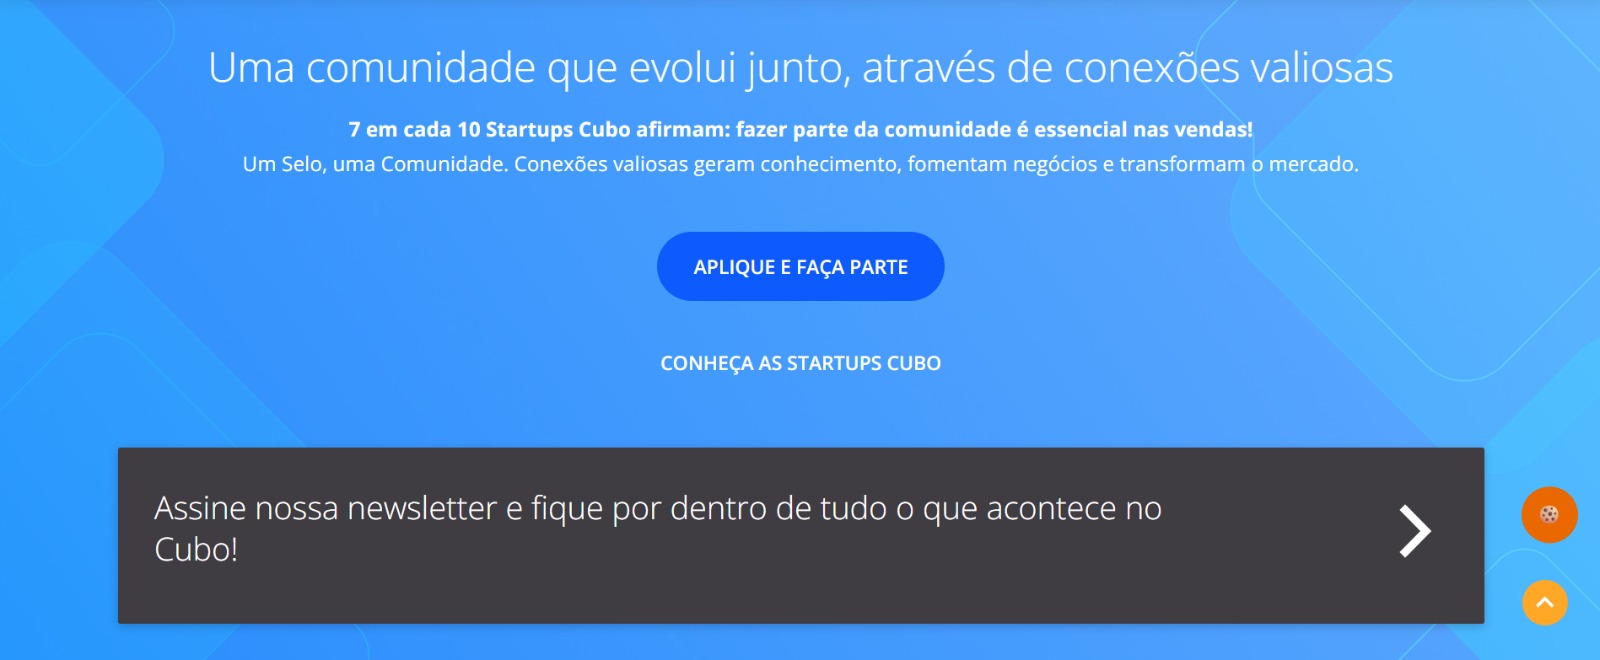 Uma comunidade que evolui junto, através de conexões valiosas
7 em cada 10 Startups Cubo afirmam: fazer parte da comunidade é essencial nas vendas!
Um Selo, uma Comunidade. Conexões valiosas geram conhecimento, fomentam negócios e transformam o mercado.
APLIQUE E FAÇA PARTE
CONHEÇA AS STARTUPS CUBO
Assine nossa newsletter e fique por dentro de tudo o que acontece no
Cubo!